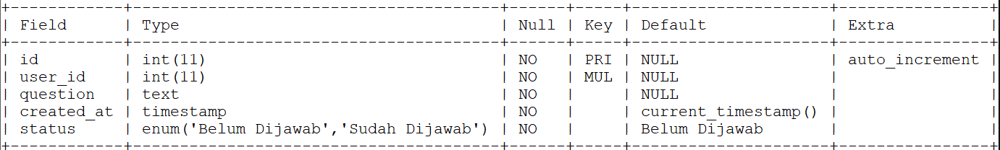 +------------+----------------------------------+------+-----+---------------------+----------------+
| Field      | Type                             | Null | Key | Default             | Extra          |
+------------+----------------------------------+------+-----+---------------------+----------------+
| id         | int(11)                          | NO   | PRI | NULL                | auto_increment |
| user_id    | int(11)                          | NO   | MUL | NULL                |                |
| question   | text                             | NO   |     | NULL                |                |
| created_at | timestamp                        | NO   |     | current_timestamp() |                |
| status     | enum('Belum Dijawab','Sudah Dijawab') | NO   |     | Belum Dijawab       |                |
+------------+----------------------------------+------+-----+---------------------+----------------+